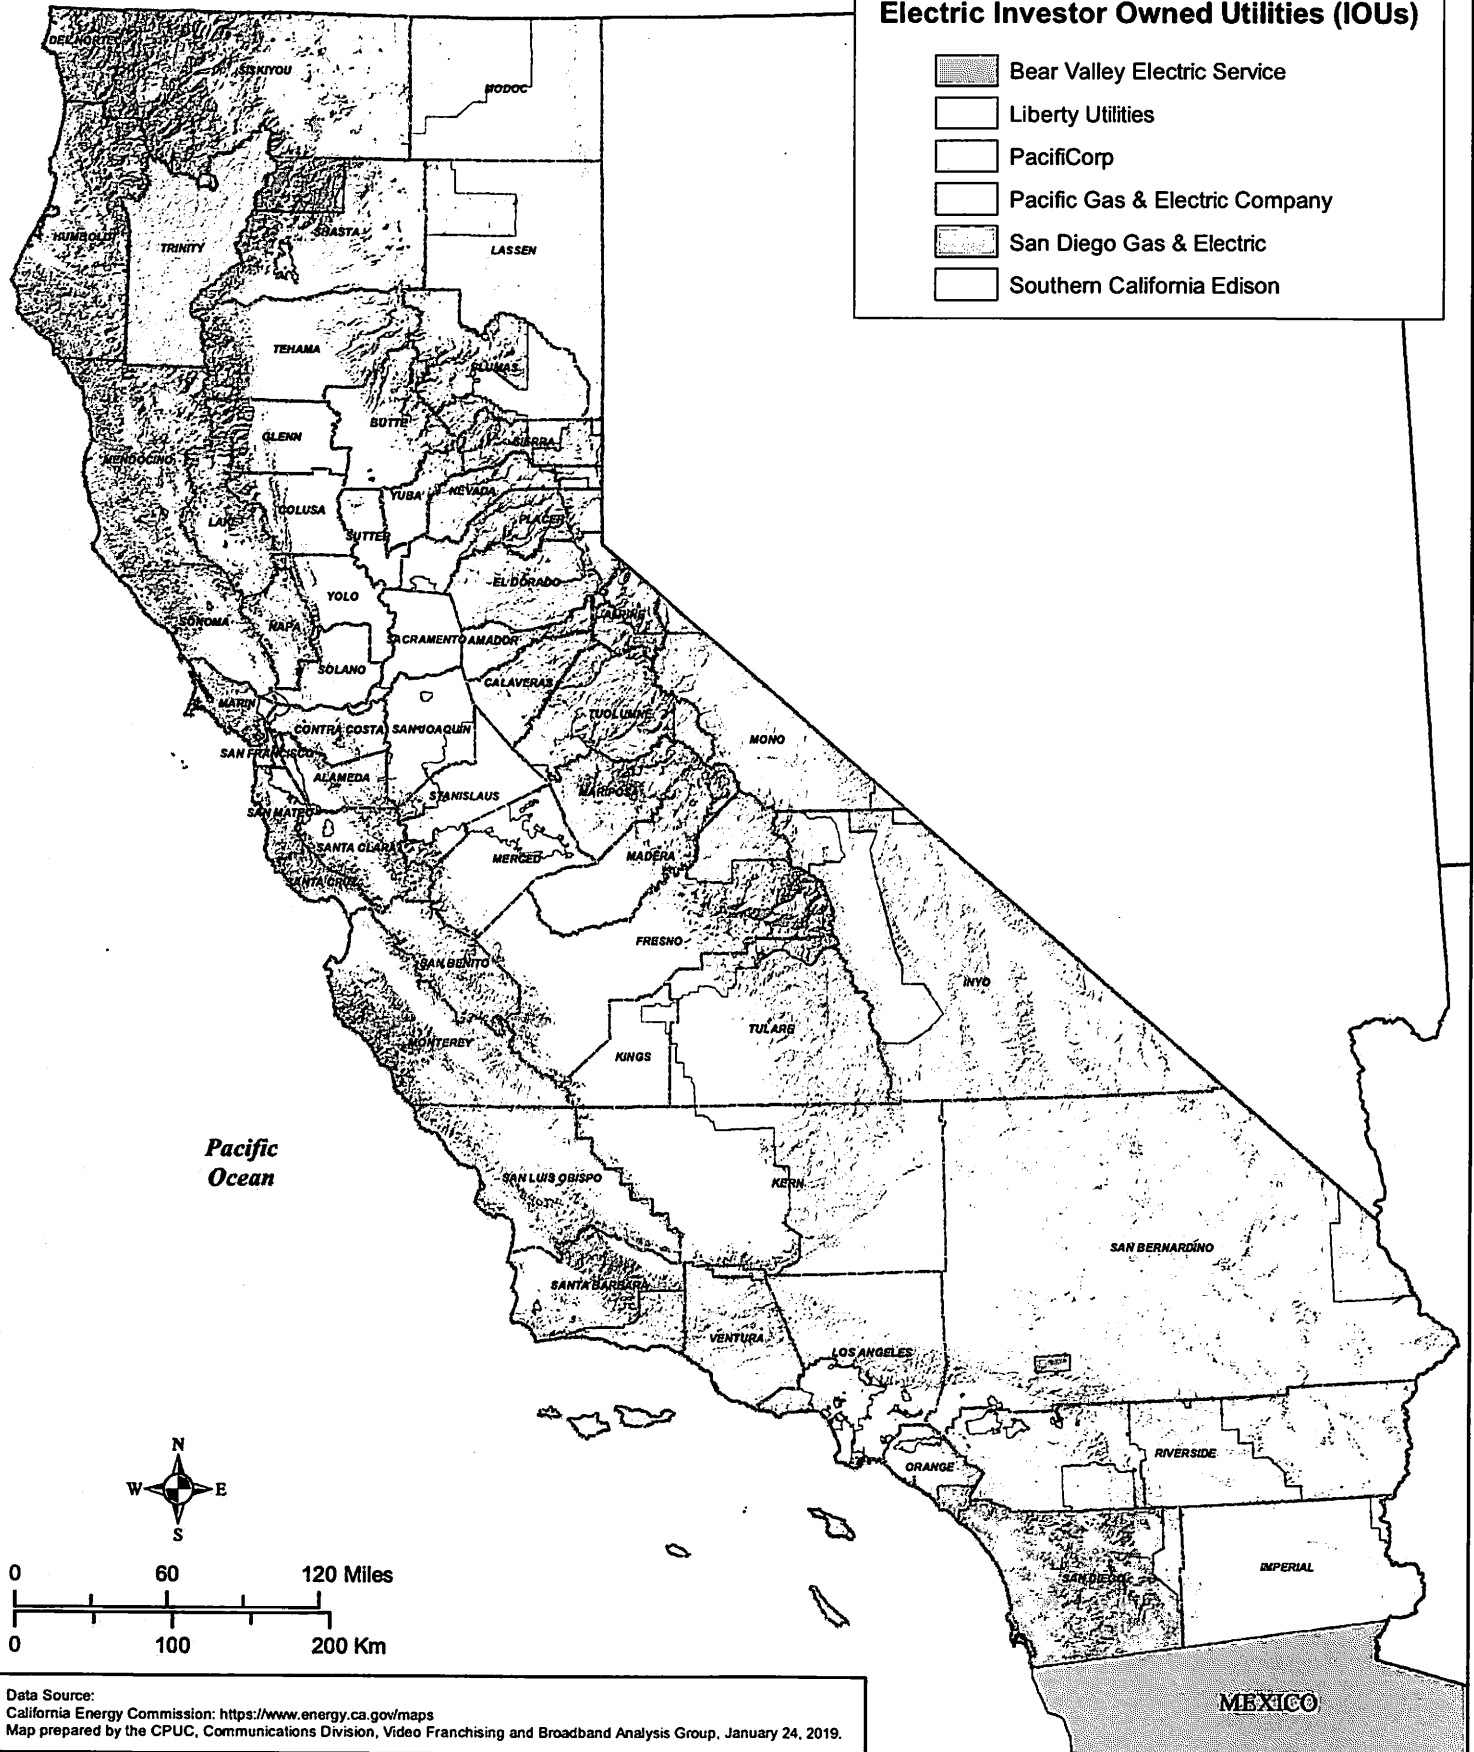 Electric Investor Owned Utilities (IOUs)
Bear Valley Electric Service
Liberty Utilities
PacifiCorp
Pacific Gas & Electric Company
San Diego Gas & Electric
Southern California Edison
DEL NORTE
SISKIYOU
MODOC
HUMBOLDT
TRINITY
SHASTA
LASSEN
TEHAMA
PLUMAS
GLENN
BUTTE
SIERRA
MENDOCINO
LAKE
COLUSA
YUBA
NEVADA
SUTTER
PLACER
EL DORADO
YOLO
SONOMA
NAPA
SACRAMENTO
AMADOR
ALPINE
SOLANO
CALAVERAS
MARIN
TUOLUMNE
CONTRA COSTA
SAN JOAQUIN
MONO
SAN FRANCISCO
ALAMEDA
STANISLAUS
MARIPOSA
SAN MATEO
SANTA CLARA
MERCED
MADERA
SANTA CRUZ
FRESNO
SAN BENITO
INYO
TULARE
MONTEREY
KINGS
Pacific
Ocean
SAN LUIS OBISPO
KERN
SAN BERNARDINO
SANTA BARBARA
VENTURA
LOS ANGELES
ORANGE
RIVERSIDE
N
W E
S
SAN DIEGO
IMPERIAL
0 60 120 Miles
0 100 200 Km
MEXICO
Data Source:
California Energy Commission: https://www.energy.ca.gov/maps
Map prepared by the CPUC, Communications Division, Video Franchising and Broadband Analysis Group, January 24, 2019.